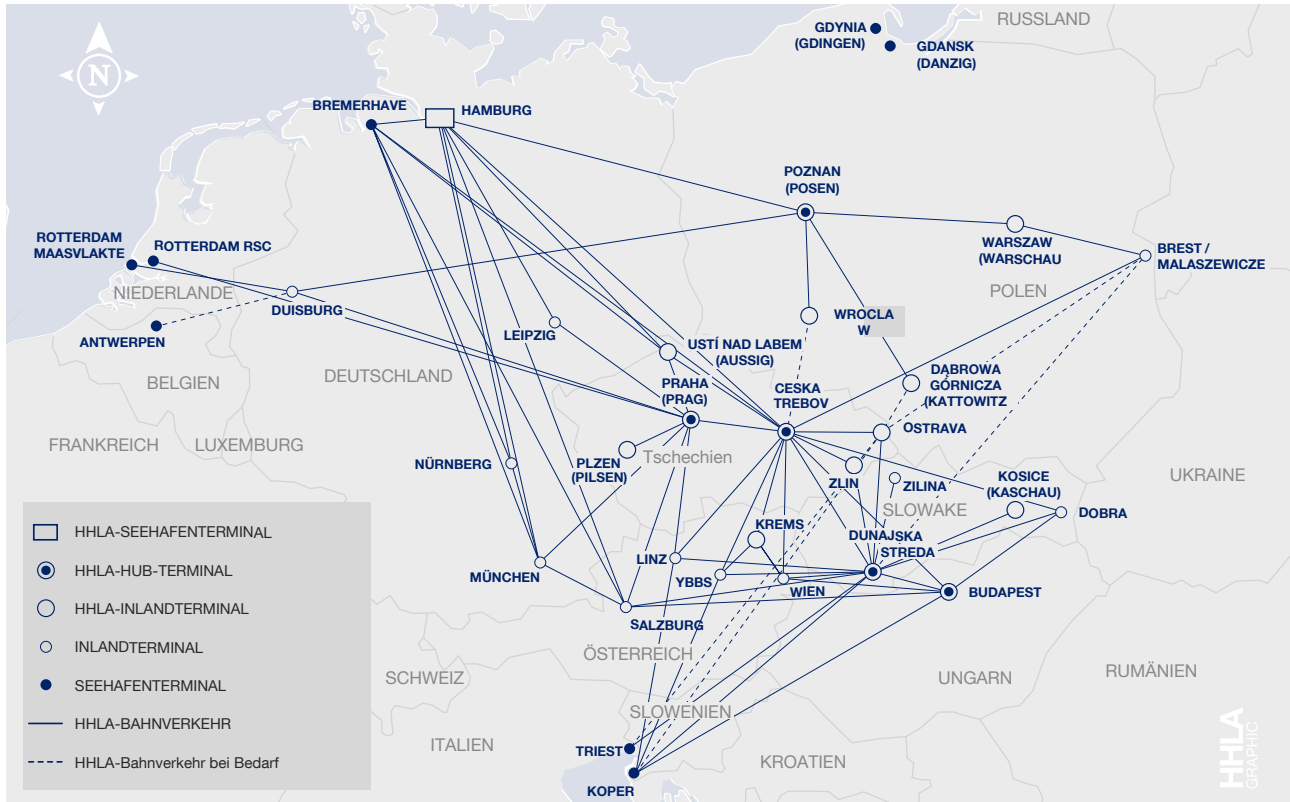 RUSSLAND
GDYNIA
(GDINGEN)
GDANSK
(DANZIG)
N
BREMERHAVE
HAMBURG
POZNAN
(POSEN)
ROTTERDAM
MAASVLAKTE
ROTTERDAM RSC
WARSZAW
(WARSCHAU
BREST /
MALASZEWICZE
NIEDERLANDE
DUISBURG
POLEN
ANTWERPEN
LEIPZIG
WROCLA
W
USTÍ NAD LABEM
(AUSSIG)
BELGIEN
DEUTSCHLAND
PRAHA
(PRAG)
CESKA
TREBOV
DĄBROWA
GÓRNICZA
(KATTOWITZ
OSTRAVA
FRANKREICH
LUXEMBURG
NÜRNBERG
PLZEN
(PILSEN)
Tschechien
ZLIN
ZILINA
KOSICE
(KASCHAU)
UKRAINE
SLOWAKE
DOBRA
KREMS
DUNAJSKA
STREDA
MÜNCHEN
LINZ
YBBS
WIEN
BUDAPEST
SALZBURG
ÖSTERREICH
SCHWEIZ
UNGARN
RUMÄNIEN
SLOWENIEN
ITALIEN
TRIEST
KROATIEN
KOPER
HHLA-SEEHAFENTERMINAL
HHLA-HUB-TERMINAL
HHLA-INLANDTERMINAL
INLANDTERMINAL
SEEHAFENTERMINAL
HHLA-BAHNVERKEHR
HHLA-Bahnverkehr bei Bedarf
HHLA
GRAPHIC